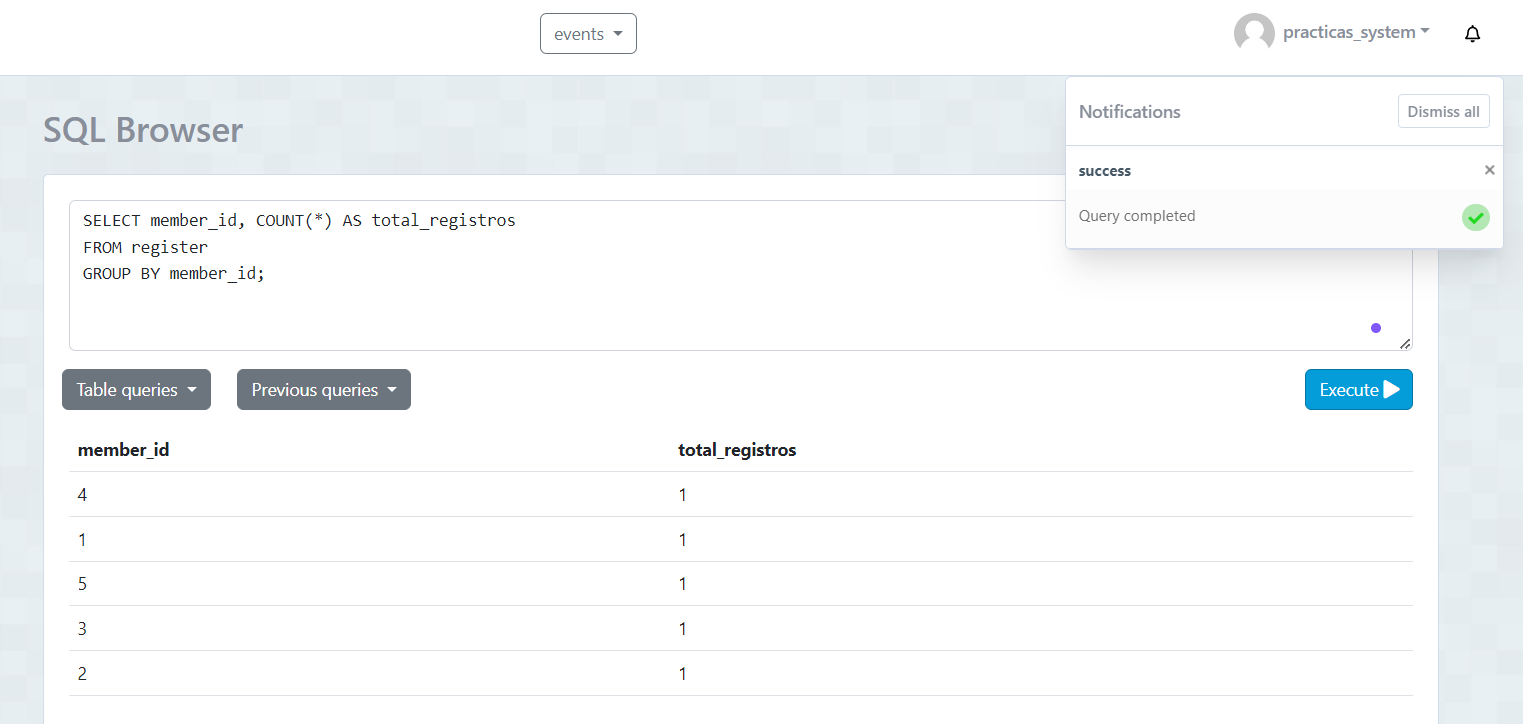 events
practicas_system
SQL Browser
Notifications
Dismiss all
success
×
Query completed
SELECT member_id, COUNT(*) AS total_registros
FROM register
GROUP BY member_id;
Table queries
Previous queries
Execute
member_id total_registros
4 1
1 1
5 1
3 1
2 1